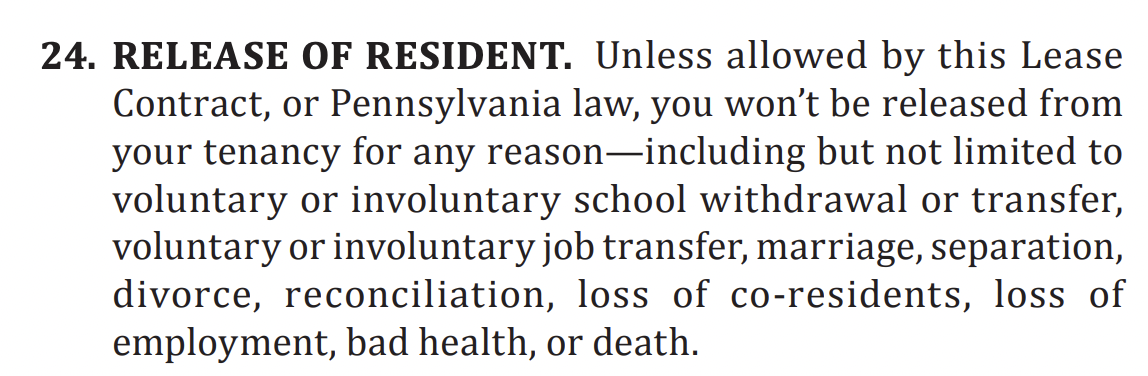 24. RELEASE OF RESIDENT. Unless allowed by this Lease
Contract, or Pennsylvania law, you won’t be released from
your tenancy for any reason—including but not limited to
voluntary or involuntary school withdrawal or transfer,
voluntary or involuntary job transfer, marriage, separation,
divorce, reconciliation, loss of co-residents, loss of
employment, bad health, or death.